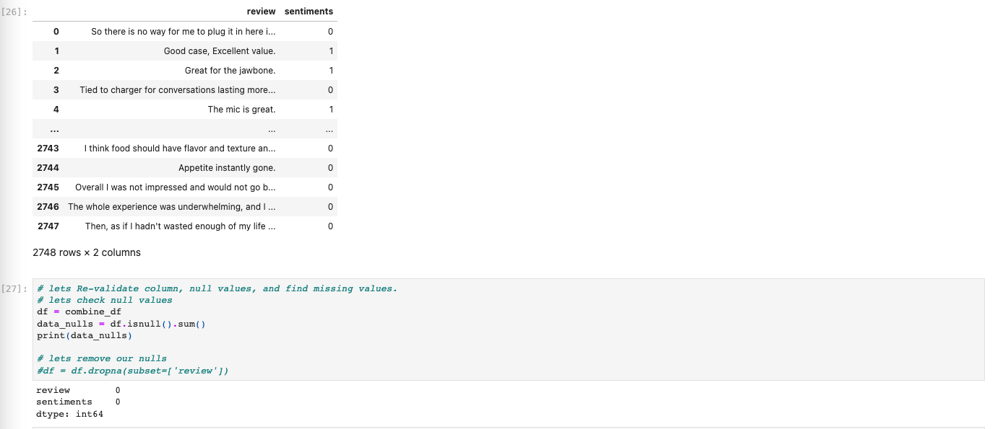 [26]:
review sentiments
0 So there is no way for me to plug it in here i... 0
1 Good case, Excellent value. 1
2 Great for the jawbone. 1
3 Tied to charger for conversations lasting more... 0
4 The mic is great. 1
... ... ...
2743 I think food should have flavor and texture an... 0
2744 Appetite instantly gone. 0
2745 Overall I was not impressed and would not go b... 0
2746 The whole experience was underwhelming, and I ... 0
2747 Then, as if I hadn't wasted enough of my life ... 0
2748 rows × 2 columns
[27]:
# lets Re-validate column, null values, and find missing values.
# lets check null values
df = combine_df
data_nulls = df.isnull().sum()
print(data_nulls)
# lets remove our nulls
#df = df.dropna(subset=['review'])
review 0
sentiments 0
dtype: int64